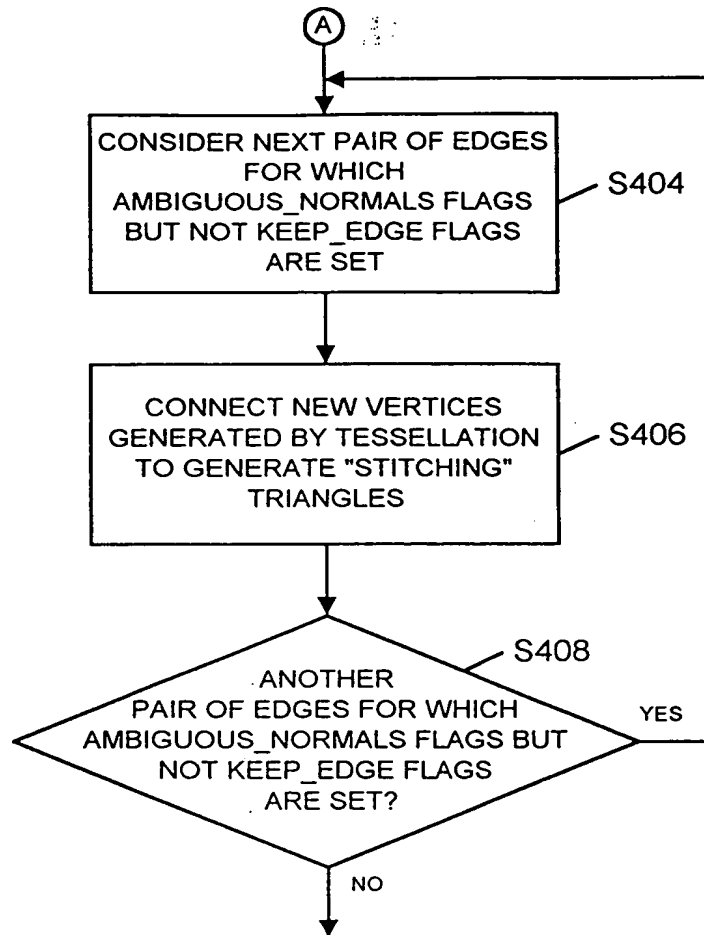 A
CONSIDER NEXT PAIR OF EDGES
FOR WHICH
AMBIGUOUS_NORMALS FLAGS
BUT NOT KEEP_EDGE FLAGS
ARE SET
S404
CONNECT NEW VERTICES
GENERATED BY TESSELLATION
TO GENERATE "STITCHING"
TRIANGLES
S406
S408
ANOTHER
PAIR OF EDGES FOR WHICH
AMBIGUOUS_NORMALS FLAGS BUT
NOT KEEP_EDGE FLAGS
ARE SET?
YES
NO